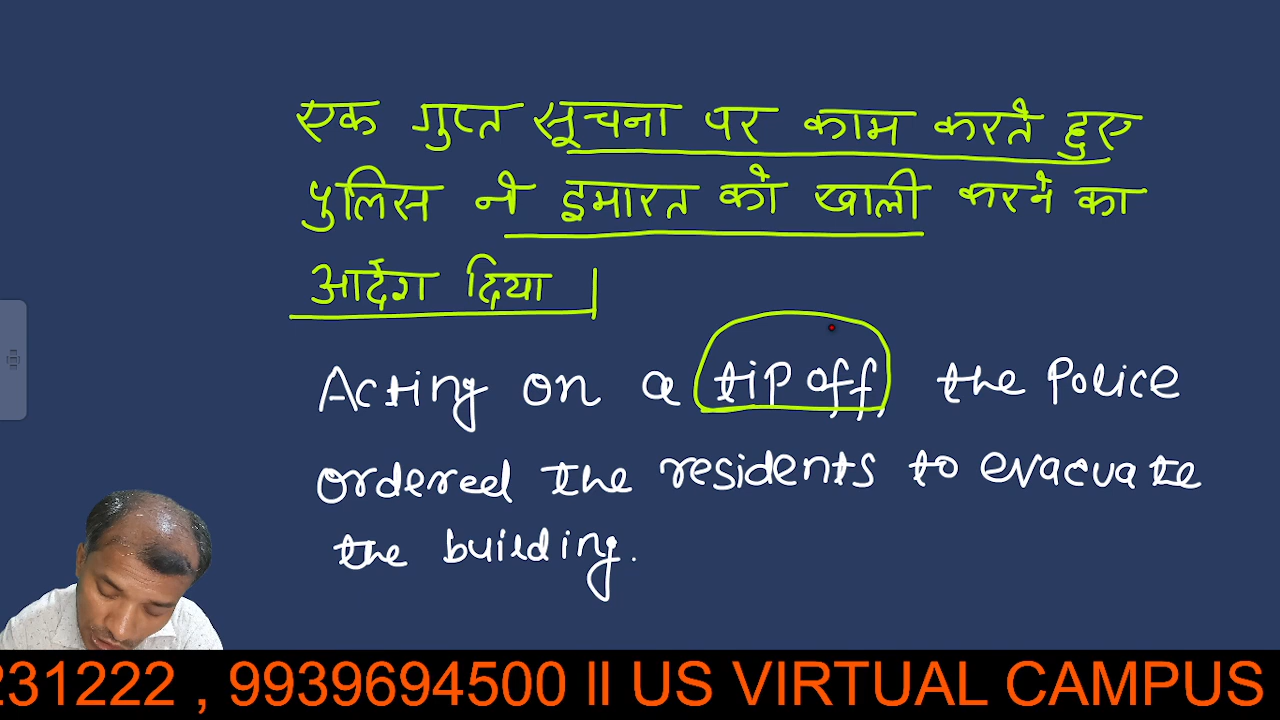 एक गुप्त सूचना पर काम करते हुए
पुलिस ने इमारत को खाली करने का
आदेश दिया |
Acting on a tip off, the Police
ordered the residents to evacuate
the building.
231222 , 9939694500 II US VIRTUAL CAMPUS